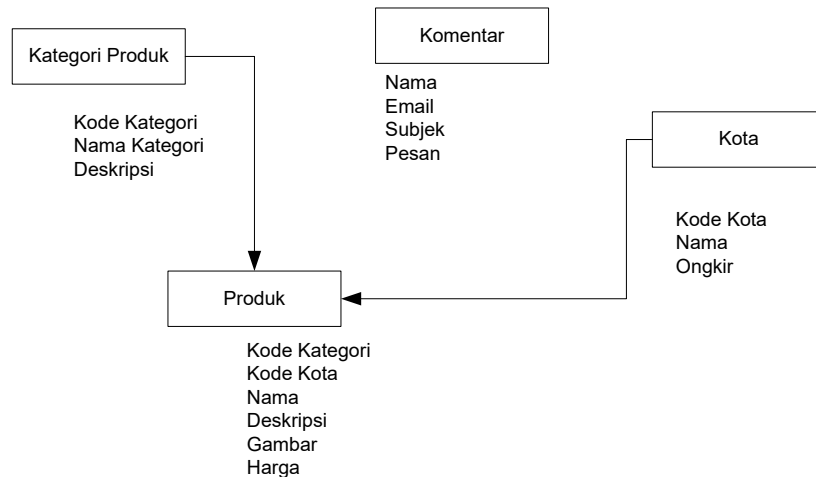 Kategori Produk
Kode Kategori
Nama Kategori
Deskripsi
Komentar
Nama
Email
Subjek
Pesan
Kota
Kode Kota
Nama
Ongkir
Produk
Kode Kategori
Kode Kota
Nama
Deskripsi
Gambar
Harga